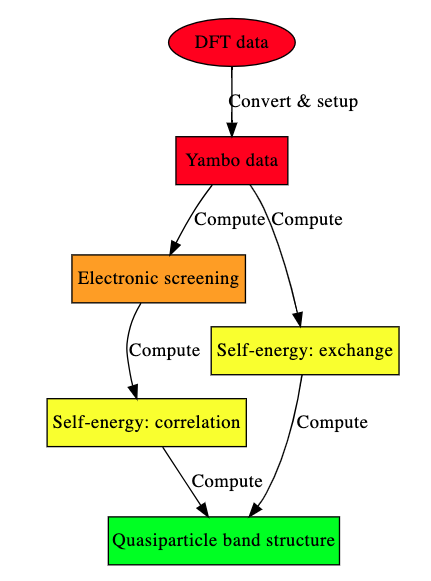 DFT data
Convert & setup
Yambo data
Compute
Compute
Electronic screening
Compute
Self-energy: exchange
Self-energy: correlation
Compute
Compute
Quasiparticle band structure